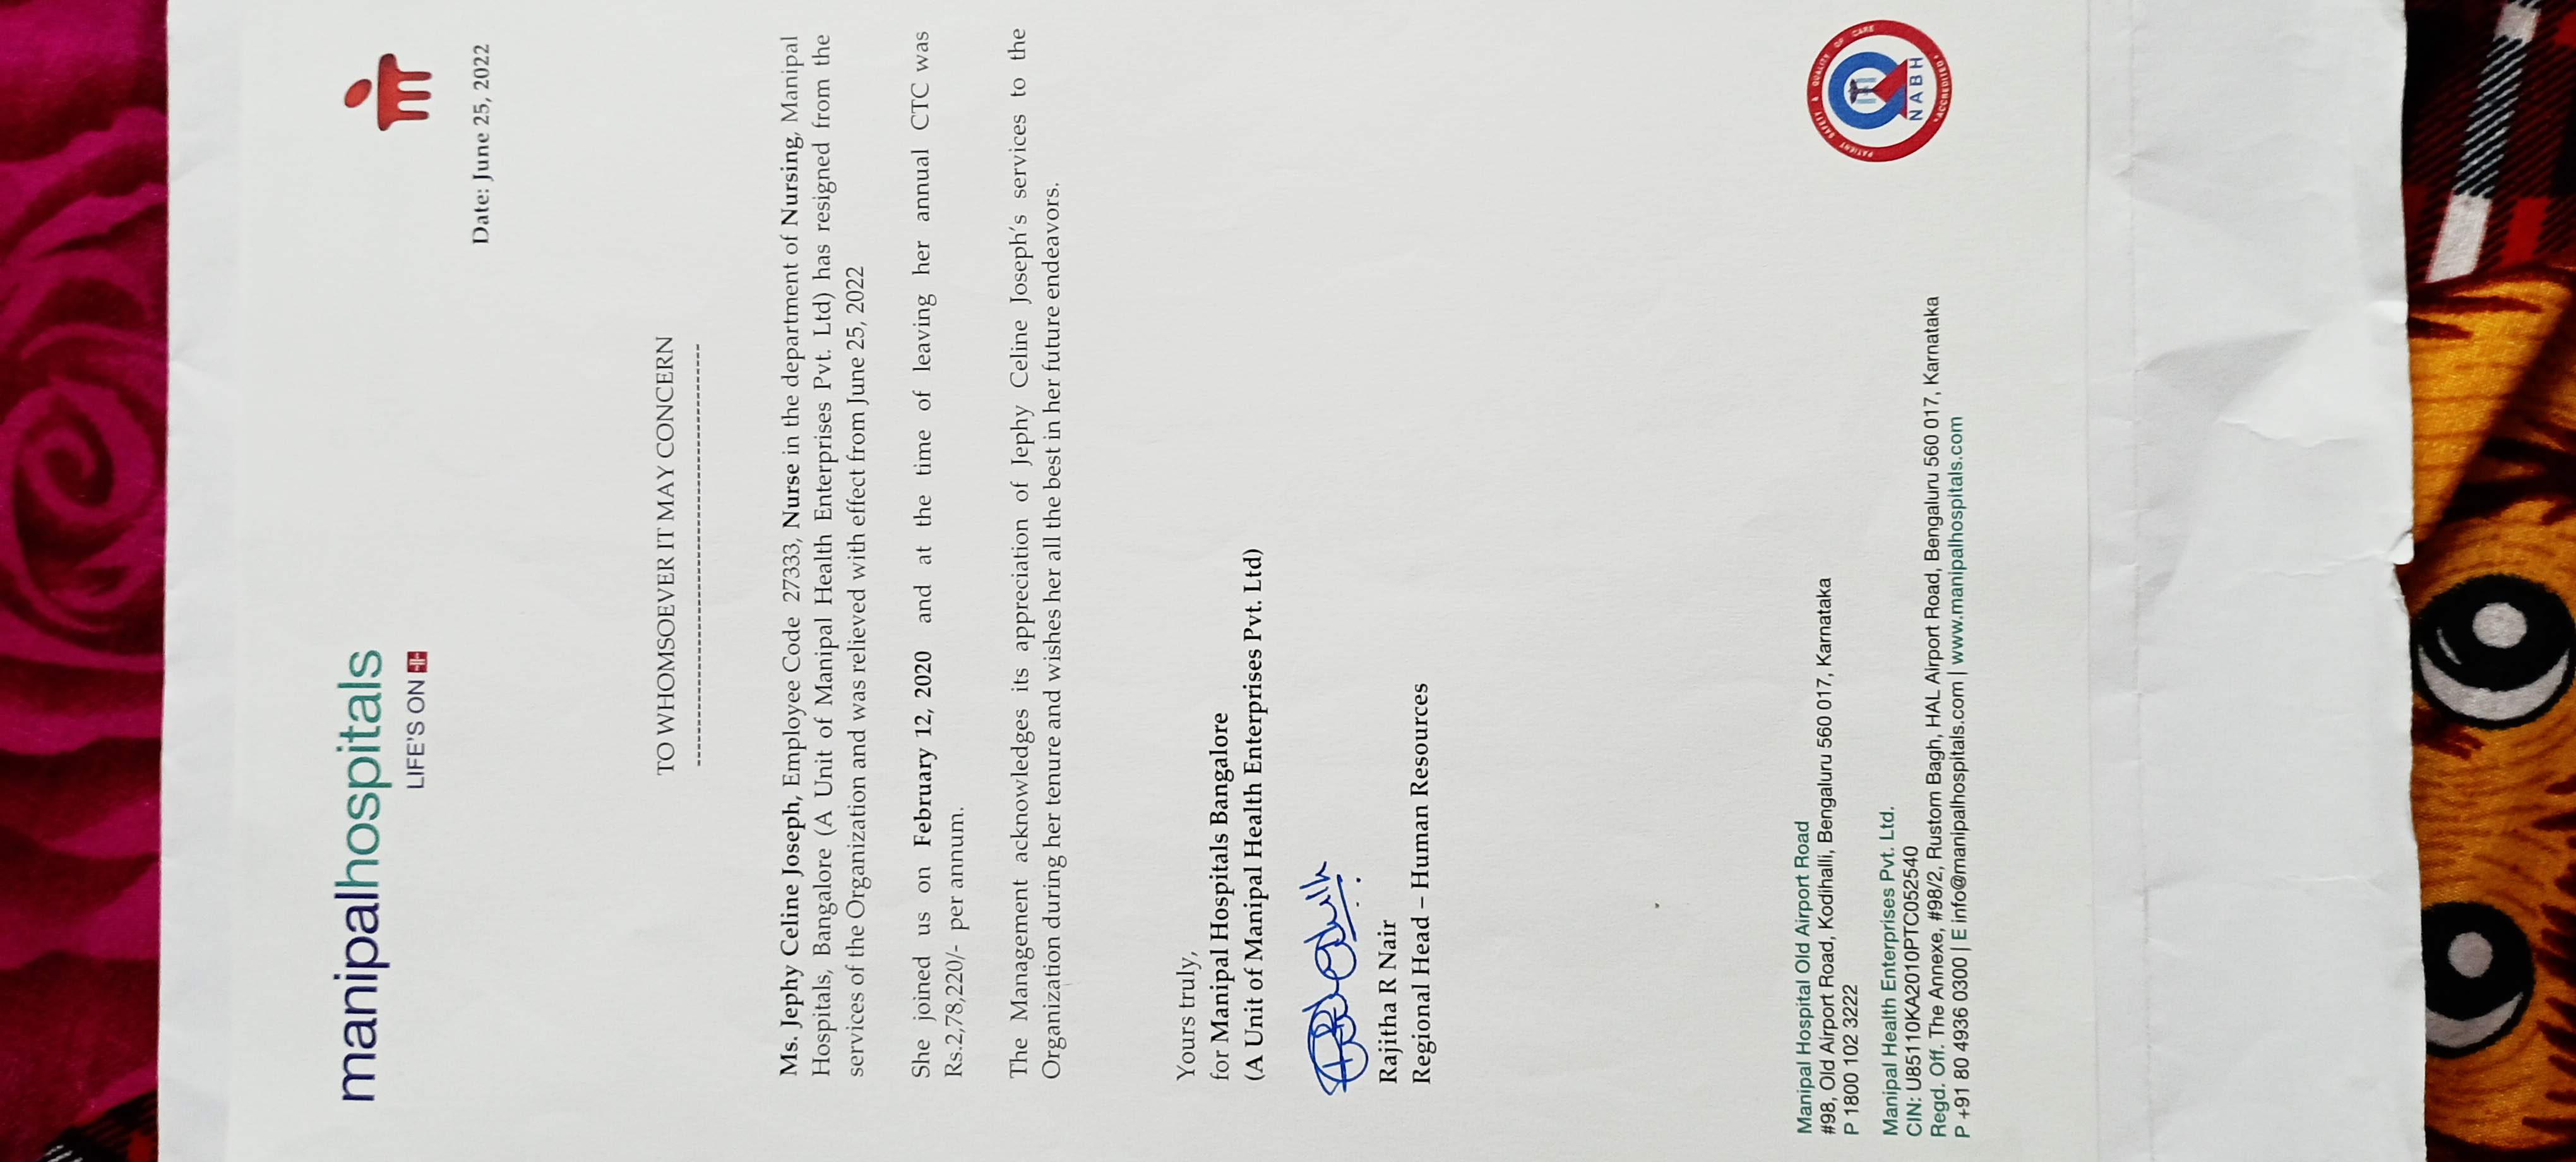 manipalhospitals
LIFE'S ON
Date: June 25, 2022
TO WHOMSOEVER IT MAY CONCERN
-----------------------------------------------------
Ms. Jephy Celine Joseph, Employee Code 27333, Nurse in the department of Nursing, Manipal
Hospitals, Bangalore (A Unit of Manipal Health Enterprises Pvt. Ltd) has resigned from the
services of the Organization and was relieved with effect from June 25, 2022
She joined us on February 12, 2020 and at the time of leaving her annual CTC was
Rs.2,78,220/- per annum.
The Management acknowledges its appreciation of Jephy Celine Joseph's services to the
Organization during her tenure and wishes her all the best in her future endeavors.
Yours truly,
for Manipal Hospitals Bangalore
(A Unit of Manipal Health Enterprises Pvt. Ltd)
Rajitha R Nair
Regional Head – Human Resources
Manipal Hospital Old Airport Road
#98, Old Airport Road, Kodihalli, Bengaluru 560 017, Karnataka
P 1800 102 3222
Manipal Health Enterprises Pvt. Ltd.
CIN: U85110KA2010PTC052540
Regd. Off. The Annexe, #98/2, Rustom Bagh, HAL Airport Road, Bengaluru 560 017, Karnataka
P +91 80 4936 0300 | E info@manipalhospitals.com | www.manipalhospitals.com
PATIENT SAFETY & QUALITY OF CARE
NABH
ACCREDITED